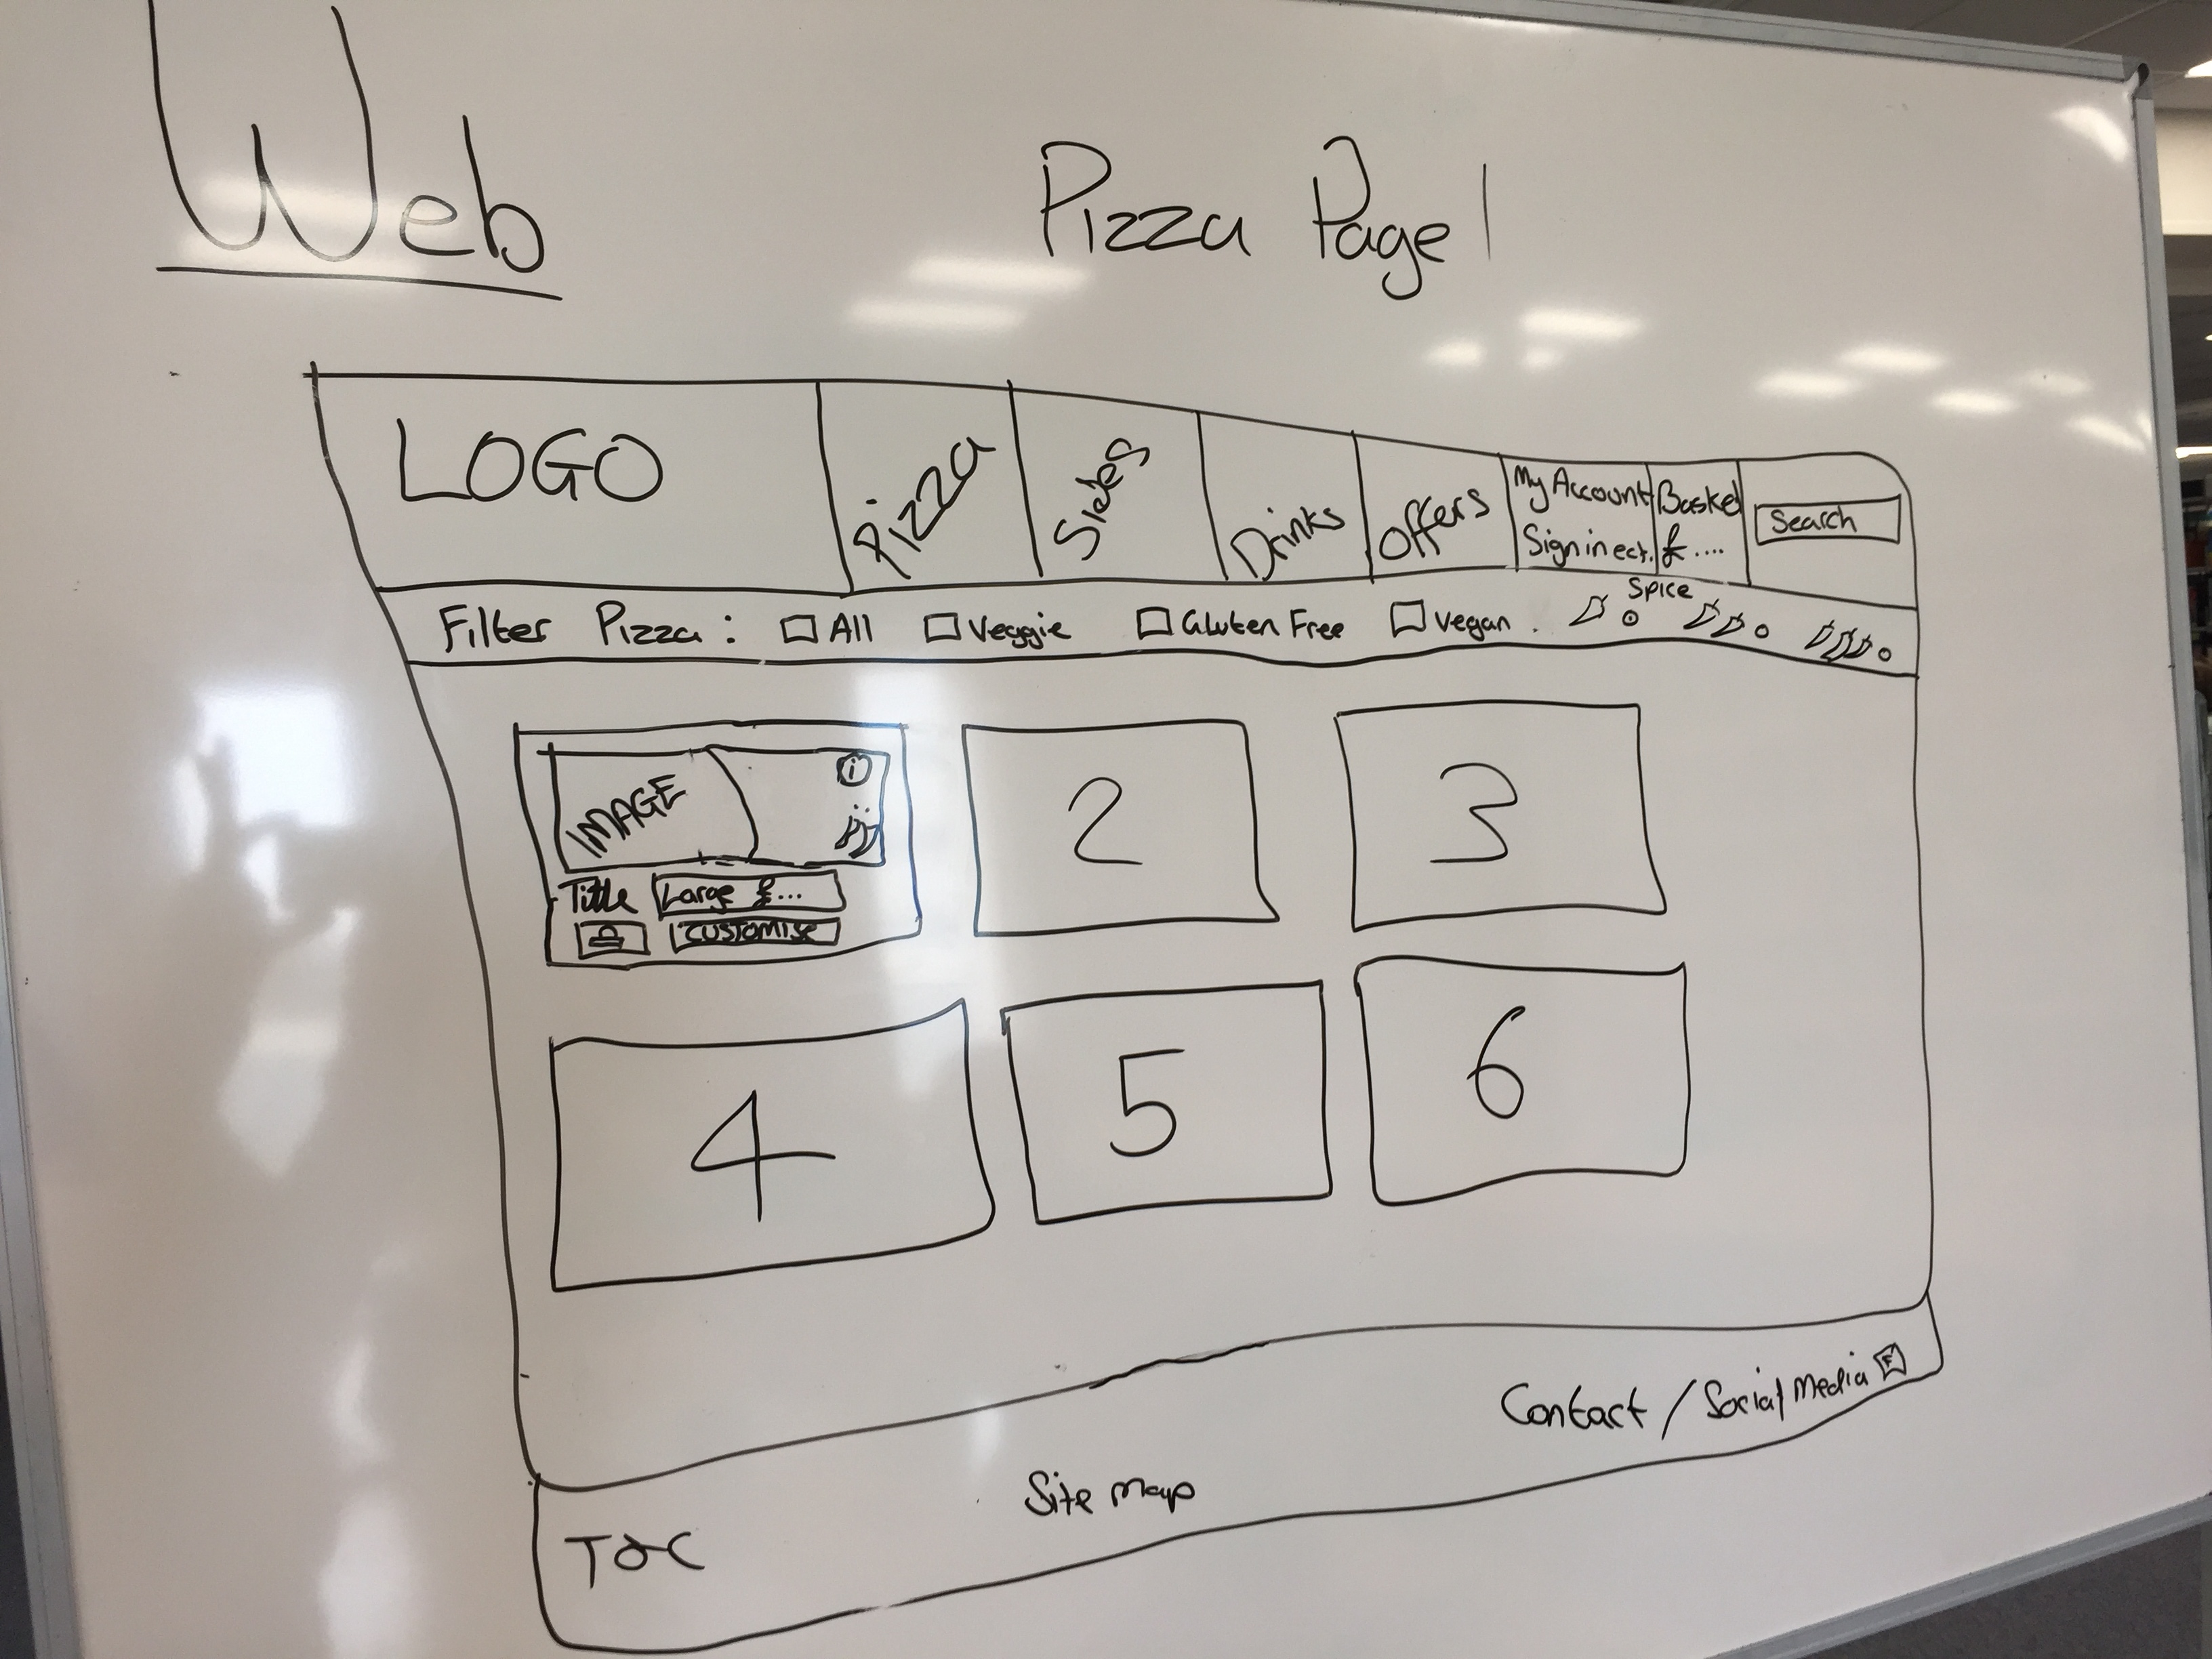 Web
Pizza Page 1
LOGO
Pizza
Sides
Drinks
Offers
My Account
Sign in ect.
Basket
£....
Search
Filter Pizza: All Veggie Gluten Free Vegan.
Spice
IMAGE
i
Tittle
Large £...
CUSTOMISE
2
3
4
5
6
T&C
Site map
Contact / Social Media F